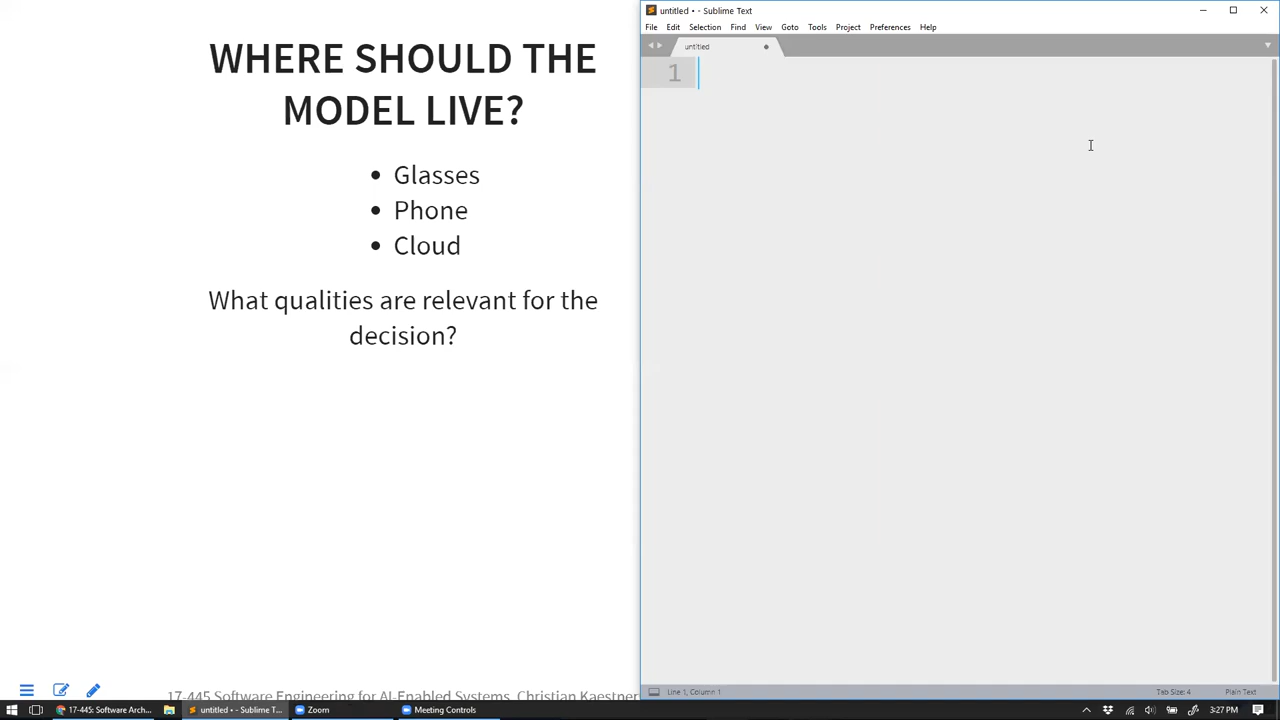 WHERE SHOULD THE
MODEL LIVE?
• Glasses
• Phone
• Cloud
What qualities are relevant for the
decision?
17-445 Software Engineering for AI-Enabled Systems, Christian Kaestner
untitled • - Sublime Text
File Edit Selection Find View Goto Tools Project Preferences Help
untitled
1
Line 1, Column 1
Tab Size: 4
Plain Text
17-445: Software Arch...
untitled • - Sublime T...
Zoom
Meeting Controls
3:27 PM